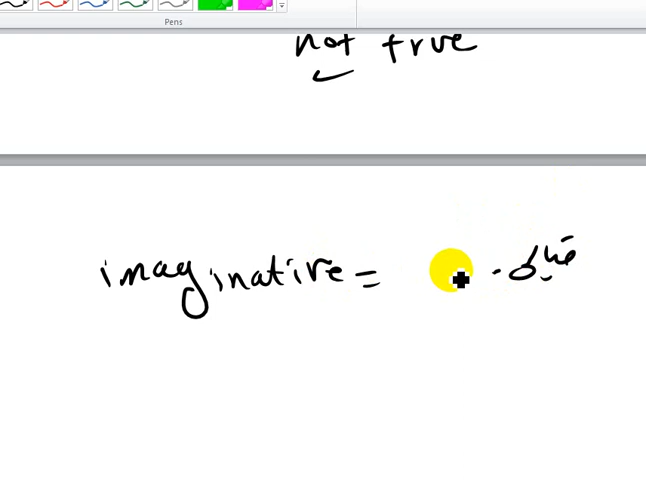 Pens
not true
imaginative =